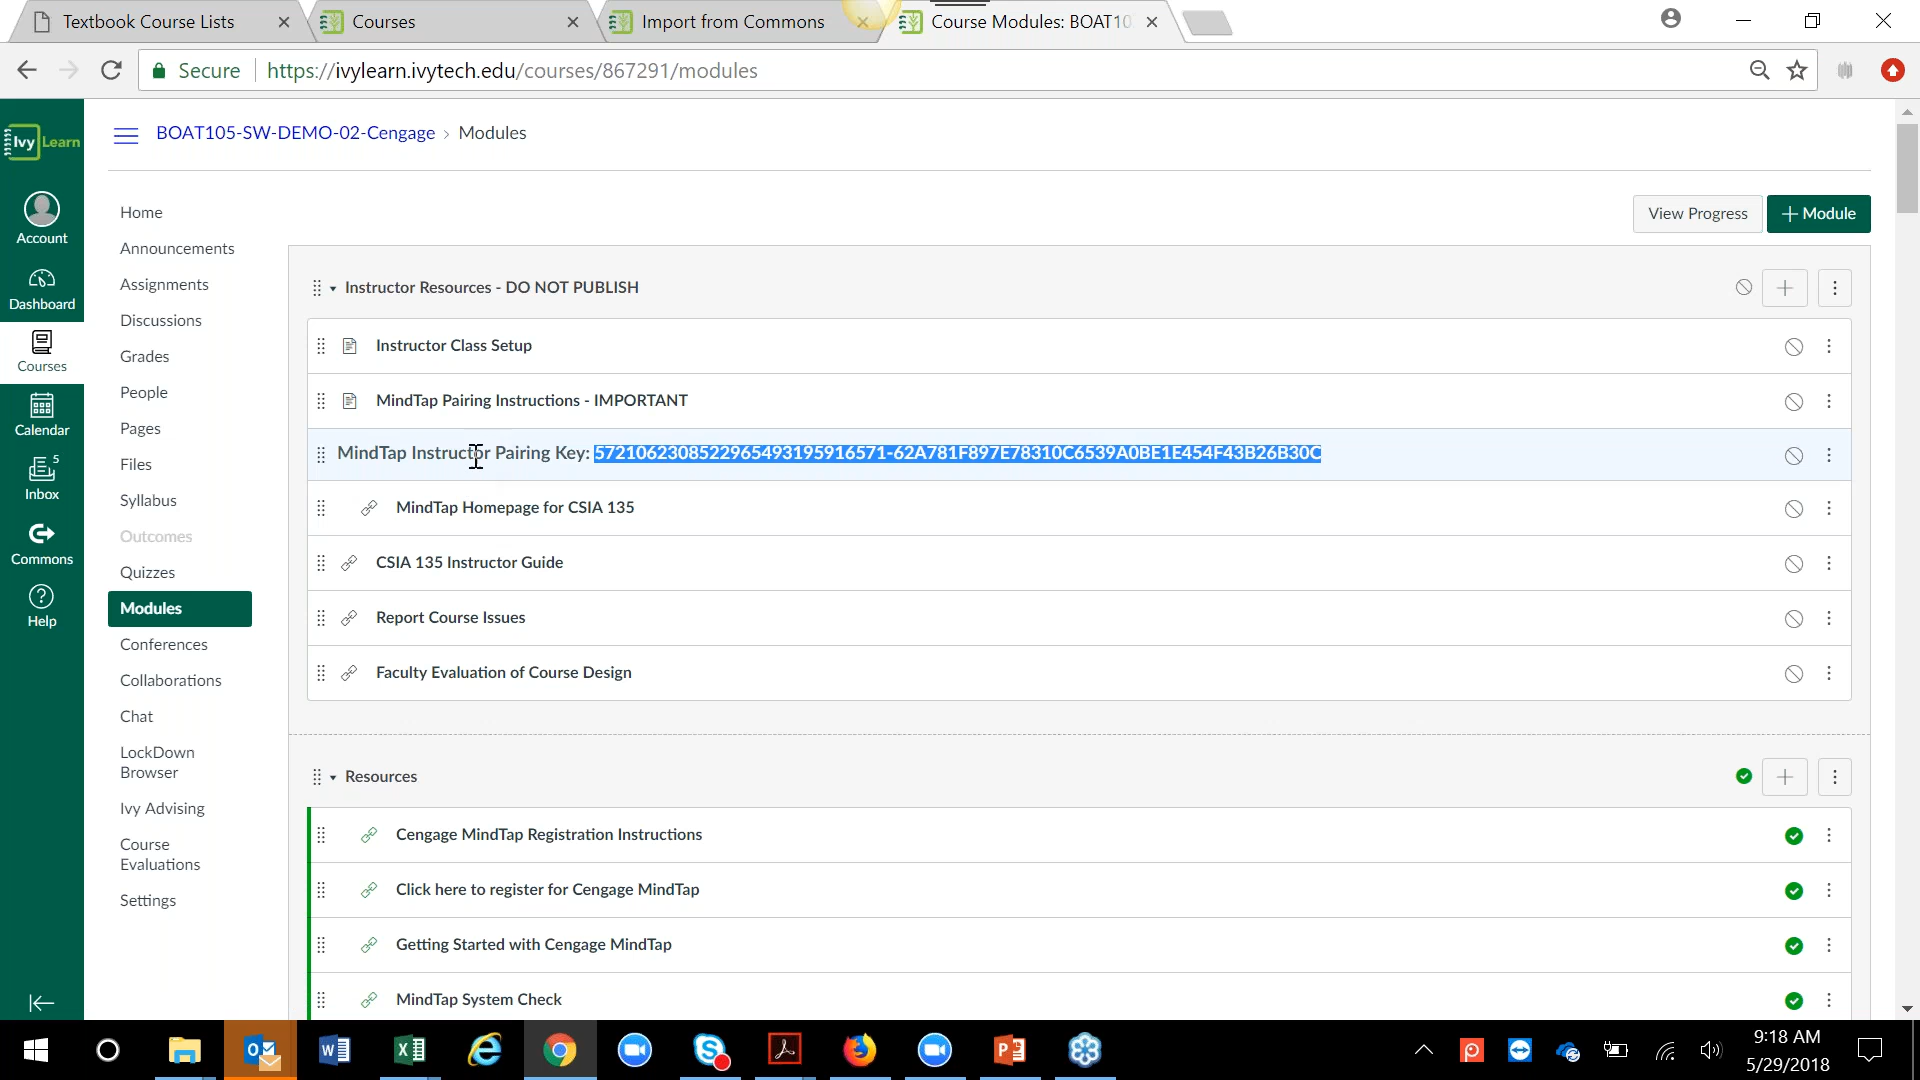 Textbook Course Lists
Courses
Import from Commons
Course Modules: BOAT10
Secure
https://ivylearn.ivytech.edu/courses/867291/modules
Ivy Learn
BOAT105-SW-DEMO-02-Cengage › Modules
Account
Dashboard
Courses
Calendar
5
Inbox
Commons
Help
Home
Announcements
Assignments
Discussions
Grades
People
Pages
Files
Syllabus
Outcomes
Quizzes
Modules
Conferences
Collaborations
Chat
LockDown
Browser
Ivy Advising
Course
Evaluations
Settings
View Progress
+ Module
Instructor Resources - DO NOT PUBLISH
Instructor Class Setup
MindTap Pairing Instructions - IMPORTANT
MindTap Instructor Pairing Key: 5721062308522965493195916571-62A781F897E78310C6539A0BE1E454F43B26B30C
MindTap Homepage for CSIA 135
CSIA 135 Instructor Guide
Report Course Issues
Faculty Evaluation of Course Design
Resources
Cengage MindTap Registration Instructions
Click here to register for Cengage MindTap
Getting Started with Cengage MindTap
MindTap System Check
9:18 AM
5/29/2018